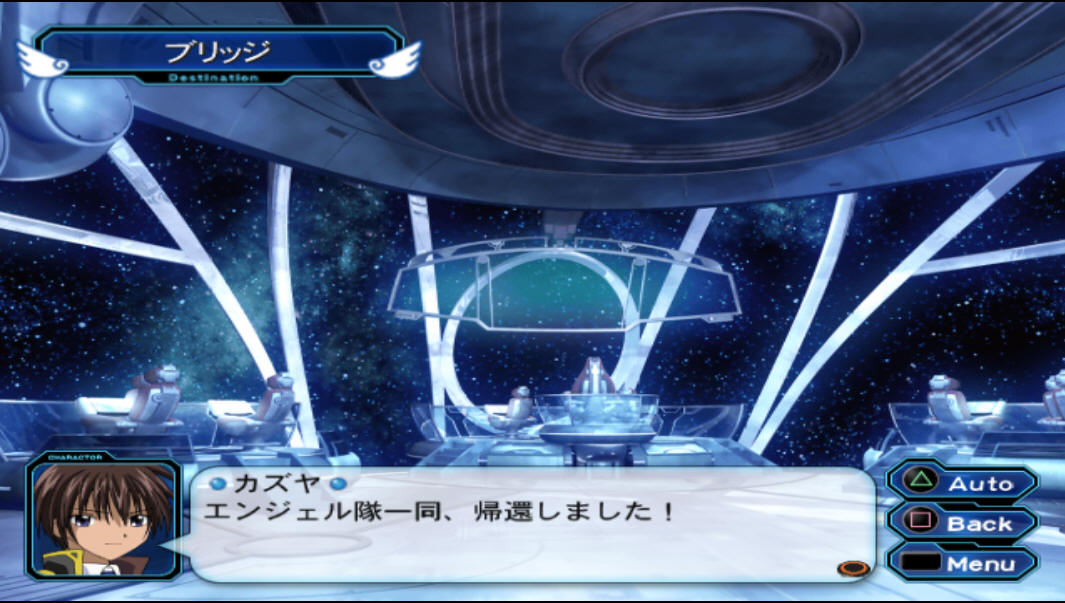 ブリッジ
Destination
CHARACTOR
カズヤ
エンジェル隊一同、帰還しました！
Auto
Back
Menu